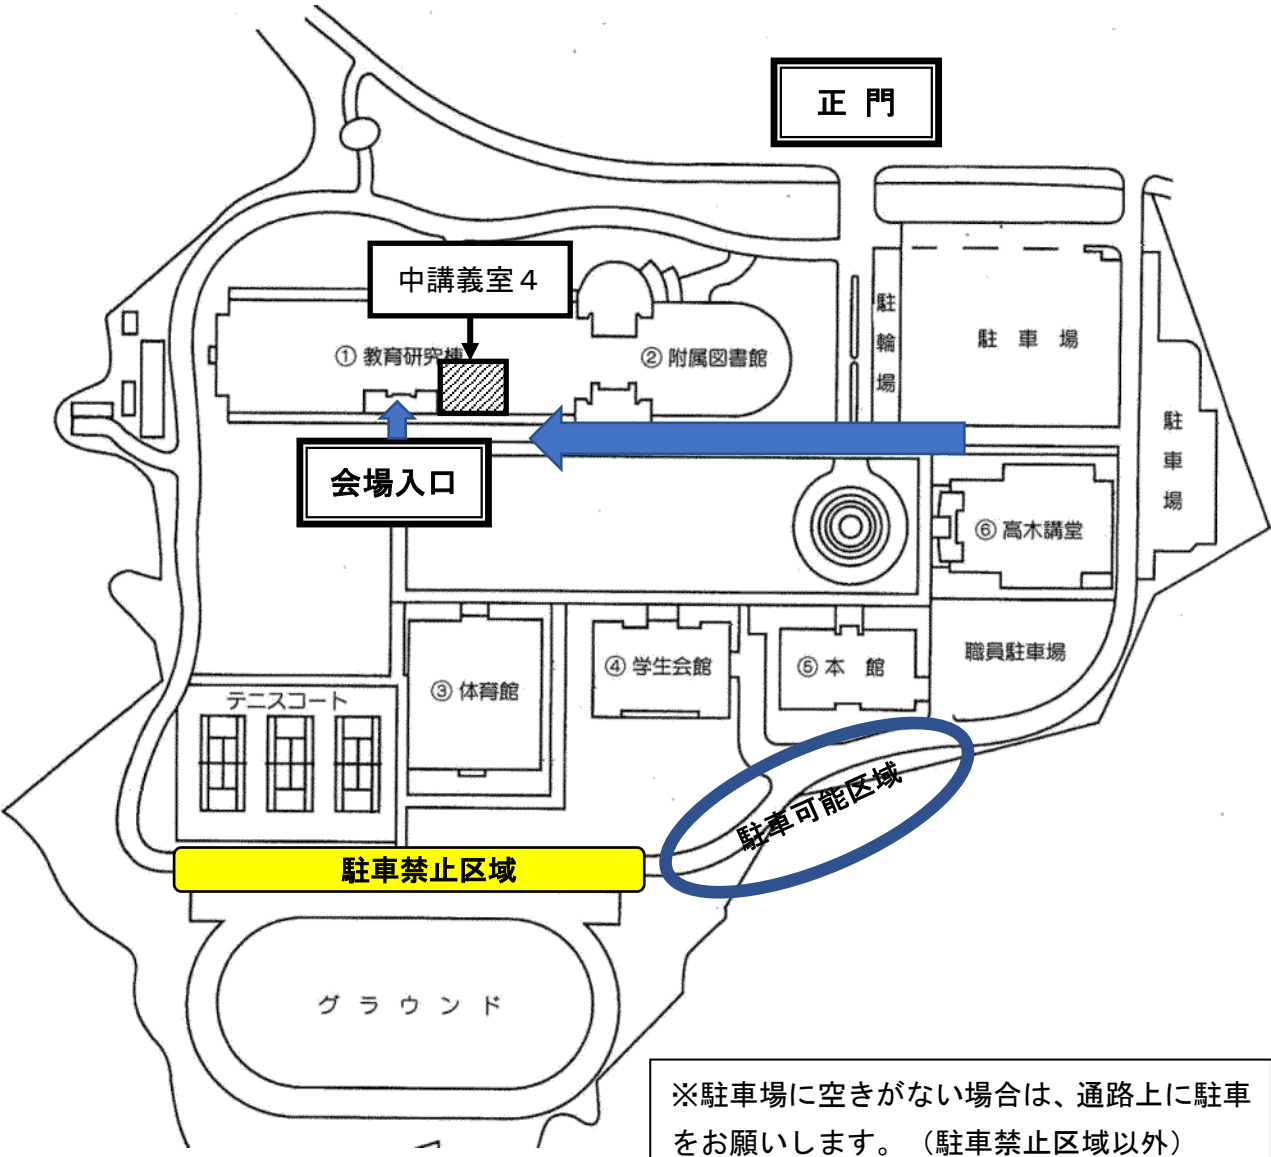 正 門
中講義室４
① 教育研究棟
② 附属図書館
駐輪場
駐 車 場
駐車場
会場入口
⑥ 高木講堂
③ 体育館
④ 学生会館
⑤ 本 館
職員駐車場
テニスコート
駐車可能区域
駐車禁止区域
グ ラ ウ ン ド
※駐車場に空きがない場合は、通路上に駐車
をお願いします。（駐車禁止区域以外）